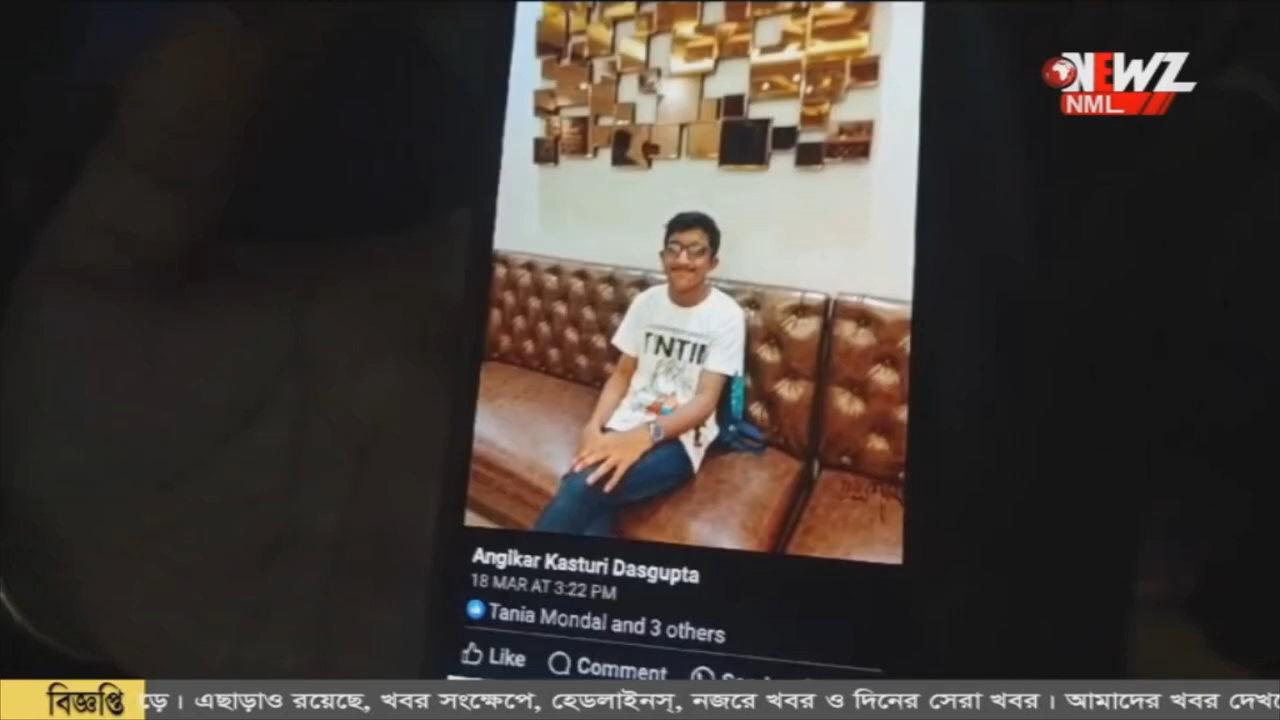 NEWZ
NML
TNTIN
Angikar Kasturi Dasgupta
18 MAR AT 3:22 PM
Tania Mondal and 3 others
Like
Comment
বিজ্ঞপ্তি
ড়ে । এছাড়াও রয়েছে, খবর সংক্ষেপে, হেডলাইনস্, নজরে খবর ও দিনের সেরা খবর । আমাদের খবর দেখ